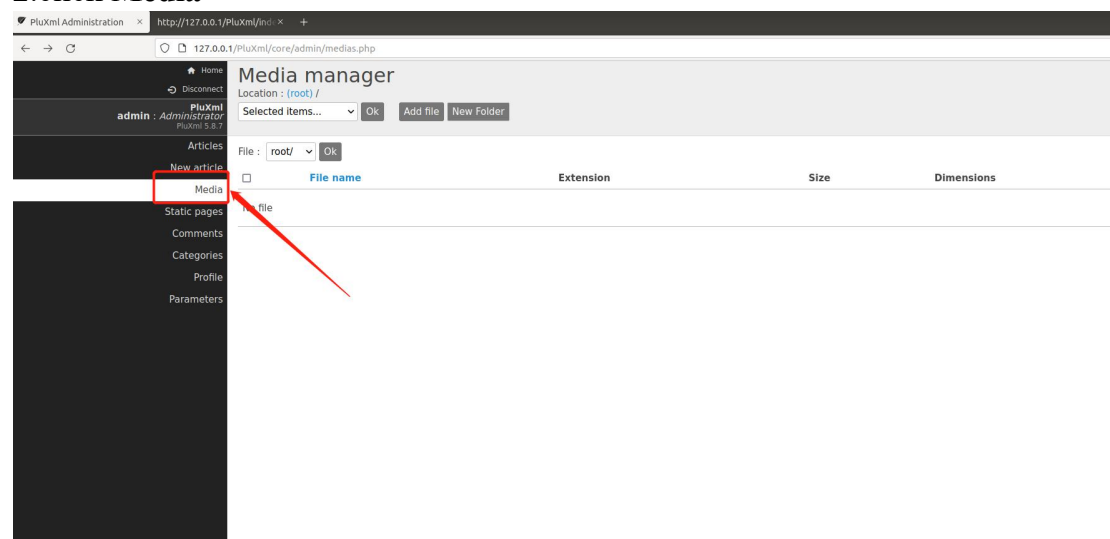 PluXml Administration × http://127.0.0.1/PluXml/ind × +
127.0.0.1/PluXml/core/admin/medias.php
Home
Disconnect
PluXml
admin : Administrator
PluXml 5.8.7
Articles
New article
Media
Static pages
Comments
Categories
Profile
Parameters
Media manager
Location : (root) /
Selected items... Ok Add file New Folder
File : root/ Ok
File name Extension Size Dimensions
No file